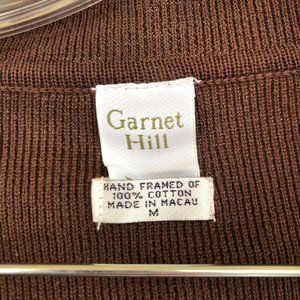 Garnet
Hill
HAND FRAMED OF
100% COTTON
MADE IN MACAU
M